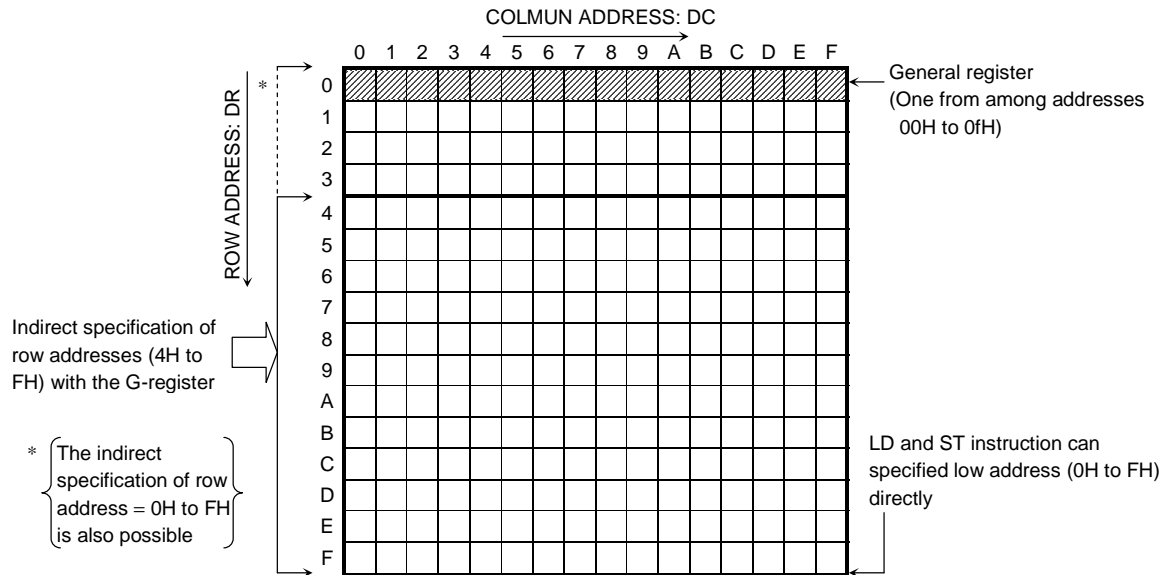 COLMUN ADDRESS: DC
0 1 2 3 4 5 6 7 8 9 A B C D E F
ROW ADDRESS: DR
*
0
1
2
3
4
5
6
7
8
9
A
B
C
D
E
F
General register
(One from among addresses
00H to 0fH)
Indirect specification of
row addresses (4H to
FH) with the G-register
* The indirect
specification of row
address = 0H to FH
is also possible
LD and ST instruction can
specified low address (0H to FH)
directly